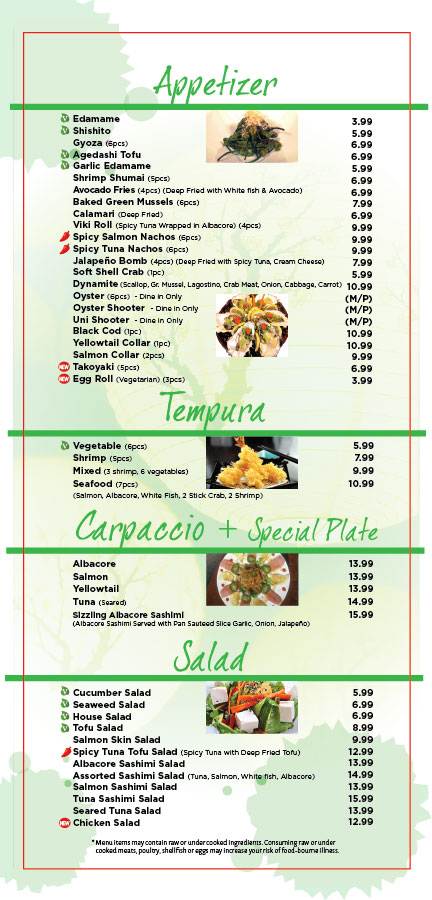 Appetizer
Edamame 3.99
Shishito 5.99
Gyoza (6pcs) 6.99
Agedashi Tofu 6.99
Garlic Edamame 5.99
Shrimp Shumai (5pcs) 6.99
Avocado Fries (4pcs) (Deep Fried with White fish & Avocado) 6.99
Baked Green Mussels (6pcs) 7.99
Calamari (Deep Fried) 6.99
Viki Roll (Spicy Tuna Wrapped in Albacore) (4pcs) 9.99
Spicy Salmon Nachos (6pcs) 9.99
Spicy Tuna Nachos (6pcs) 9.99
Jalapeño Bomb (4pcs) (Deep Fried with Spicy Tuna, Cream Cheese) 7.99
Soft Shell Crab (1pc) 5.99
Dynamite (Scallop, Gr. Mussel, Lagostino, Crab Meat, Onion, Cabbage, Carrot) 10.99
Oyster (6pcs) - Dine in Only (M/P)
Oyster Shooter - Dine in Only (M/P)
Uni Shooter - Dine in Only (M/P)
Black Cod (1pc) 10.99
Yellowtail Collar (1pc) 10.99
Salmon Collar (2pcs) 9.99
NEW Takoyaki (5pcs) 6.99
NEW Egg Roll (Vegetarian) (3pcs) 3.99
Tempura
Vegetable (6pcs) 5.99
Shrimp (5pcs) 7.99
Mixed (3 shrimp, 6 vegetables) 9.99
Seafood (7pcs) 10.99
(Salmon, Albacore, White Fish, 2 Stick Crab, 2 Shrimp)
Carpaccio + Special Plate
Albacore 13.99
Salmon 13.99
Yellowtail 13.99
Tuna (Seared) 14.99
Sizzling Albacore Sashimi 15.99
(Albacore Sashimi Served with Pan Sauteed Slice Garlic, Onion, Jalapeño)
Salad
Cucumber Salad 5.99
Seaweed Salad 6.99
House Salad 6.99
Tofu Salad 8.99
Salmon Skin Salad 9.99
Spicy Tuna Tofu Salad (Spicy Tuna with Deep Fried Tofu) 12.99
Albacore Sashimi Salad 13.99
Assorted Sashimi Salad (Tuna, Salmon, White fish, Albacore) 14.99
Salmon Sashimi Salad 13.99
Tuna Sashimi Salad 15.99
Seared Tuna Salad 13.99
NEW Chicken Salad 12.99
* Menu items may contain raw or under cooked ingredients. Consuming raw or under
cooked meats, poultry, shellfish or eggs may increase your risk of food-bourne illness.